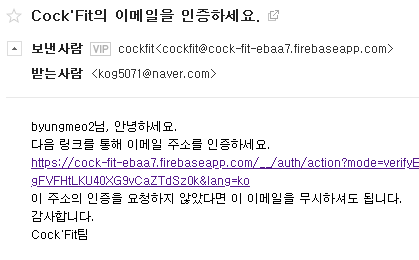 Cock'Fit의 이메일을 인증하세요.
보낸사람 VIP cockfit<cockfit@cock-fit-ebaa7.firebaseapp.com>
받는사람 <kog5071@naver.com>
byungmeo2님, 안녕하세요.
다음 링크를 통해 이메일 주소를 인증하세요.
https://cock-fit-ebaa7.firebaseapp.com/__/auth/action?mode=verifyE
gFVFHtLKU40XG9vCaZTdSz0k&lang=ko
이 주소의 인증을 요청하지 않았다면 이 이메일을 무시하셔도 됩니다.
감사합니다.
Cock'Fit팀